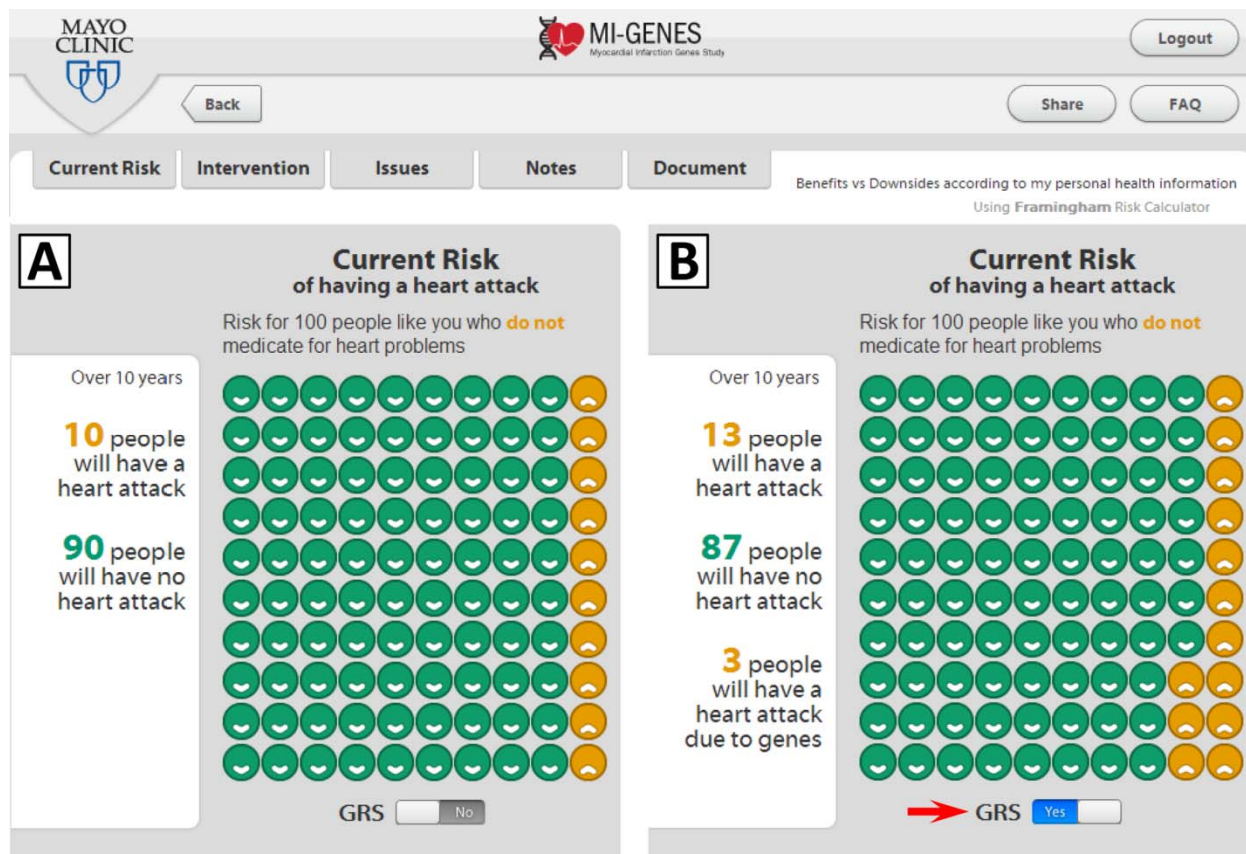 MAYO
CLINIC
MI-GENES
Myocardial Infarction Genes Study
Logout
Back
Share
FAQ
Current Risk
Intervention
Issues
Notes
Document
Benefits vs Downsides according to my personal health information
Using Framingham Risk Calculator
A
Current Risk
of having a heart attack
Risk for 100 people like you who do not
medicate for heart problems
Over 10 years
10 people
will have a
heart attack
90 people
will have no
heart attack
GRS
No
B
Current Risk
of having a heart attack
Risk for 100 people like you who do not
medicate for heart problems
Over 10 years
13 people
will have a
heart attack
87 people
will have no
heart attack
3 people
will have a
heart attack
due to genes
GRS
Yes